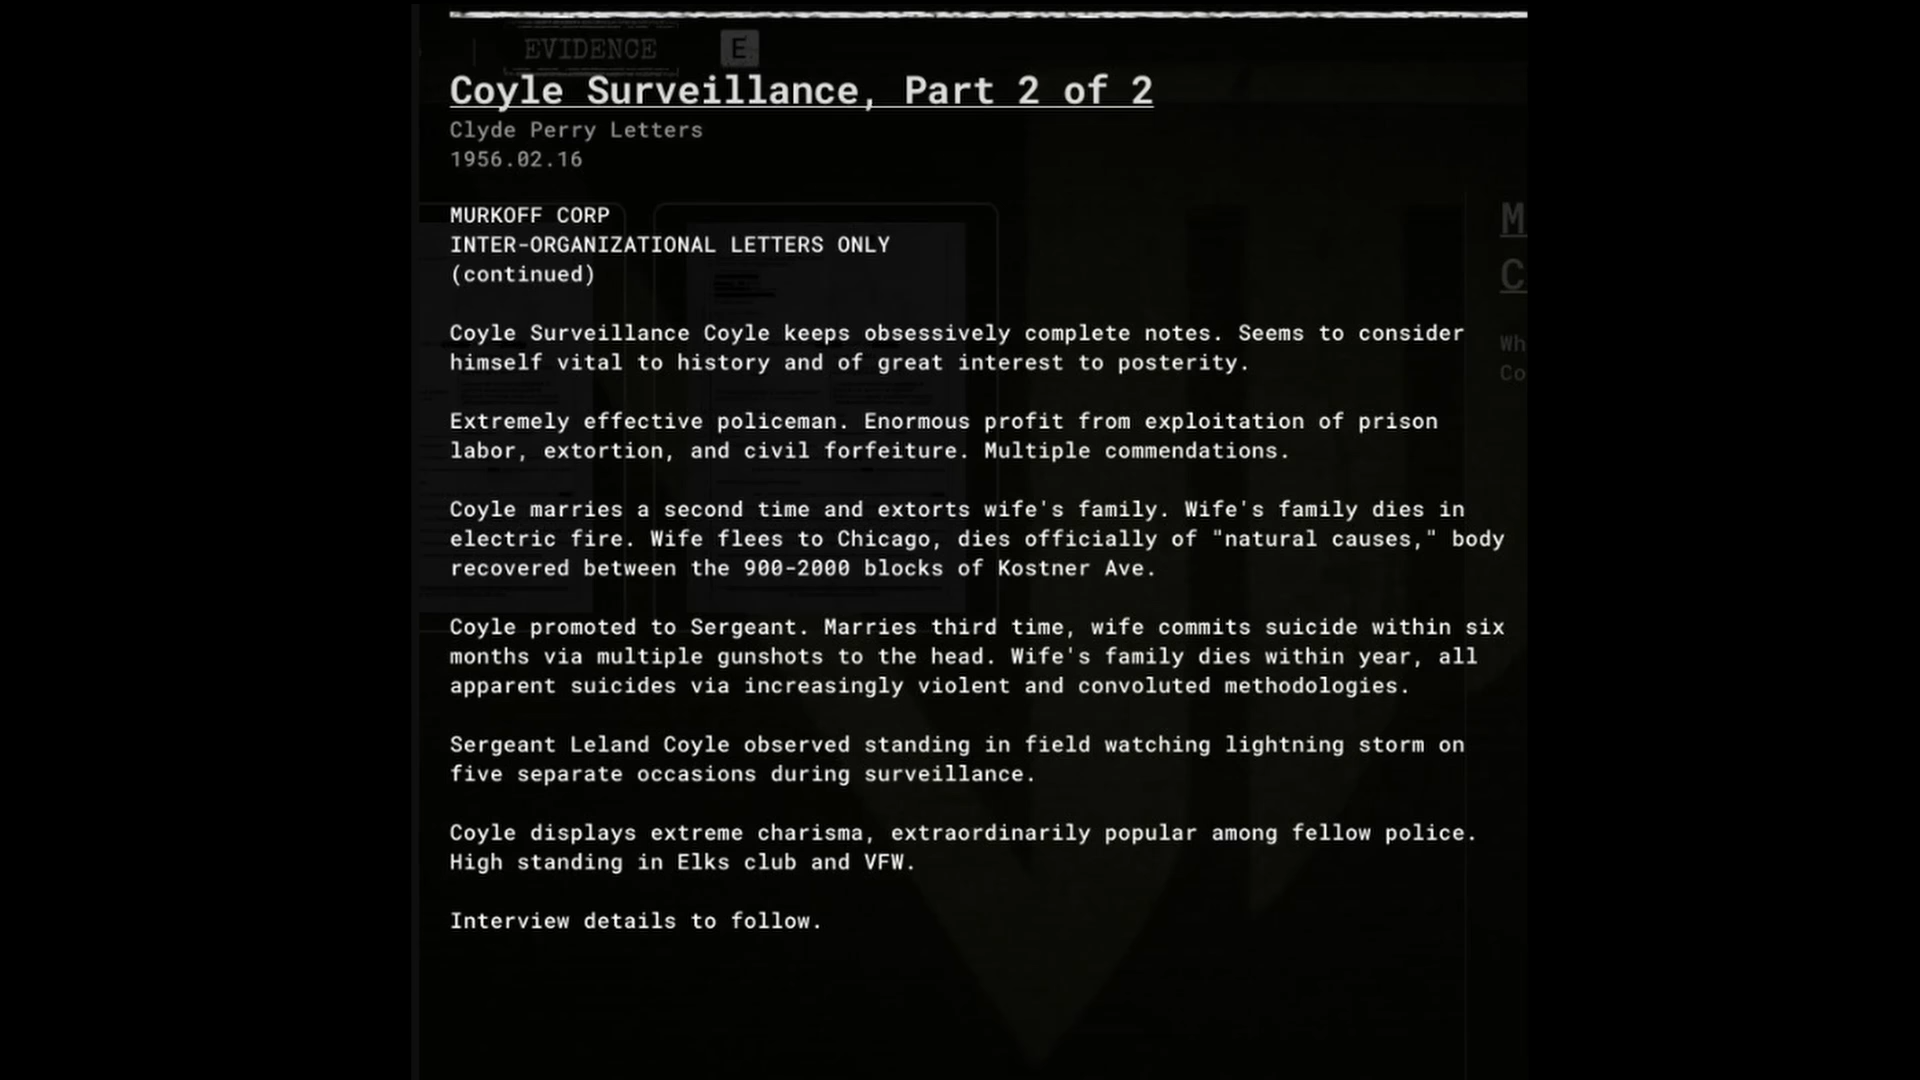 EVIDENCE E
Coyle Surveillance, Part 2 of 2
Clyde Perry Letters
1956.02.16
MURKOFF CORP
INTER-ORGANIZATIONAL LETTERS ONLY
(continued)
Coyle Surveillance Coyle keeps obsessively complete notes. Seems to consider
himself vital to history and of great interest to posterity.
Extremely effective policeman. Enormous profit from exploitation of prison
labor, extortion, and civil forfeiture. Multiple commendations.
Coyle marries a second time and extorts wife's family. Wife's family dies in
electric fire. Wife flees to Chicago, dies officially of "natural causes," body
recovered between the 900-2000 blocks of Kostner Ave.
Coyle promoted to Sergeant. Marries third time, wife commits suicide within six
months via multiple gunshots to the head. Wife's family dies within year, all
apparent suicides via increasingly violent and convoluted methodologies.
Sergeant Leland Coyle observed standing in field watching lightning storm on
five separate occasions during surveillance.
Coyle displays extreme charisma, extraordinarily popular among fellow police.
High standing in Elks club and VFW.
Interview details to follow.
M
C
Wh
Co